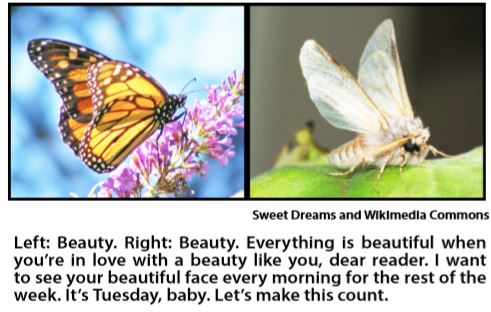 Sweet Dreams and Wikimedia Commons
Left: Beauty. Right: Beauty. Everything is beautiful when
you're in love with a beauty like you, dear reader. I want
to see your beautiful face every morning for the rest of the
week. It's Tuesday, baby. Let's make this count.